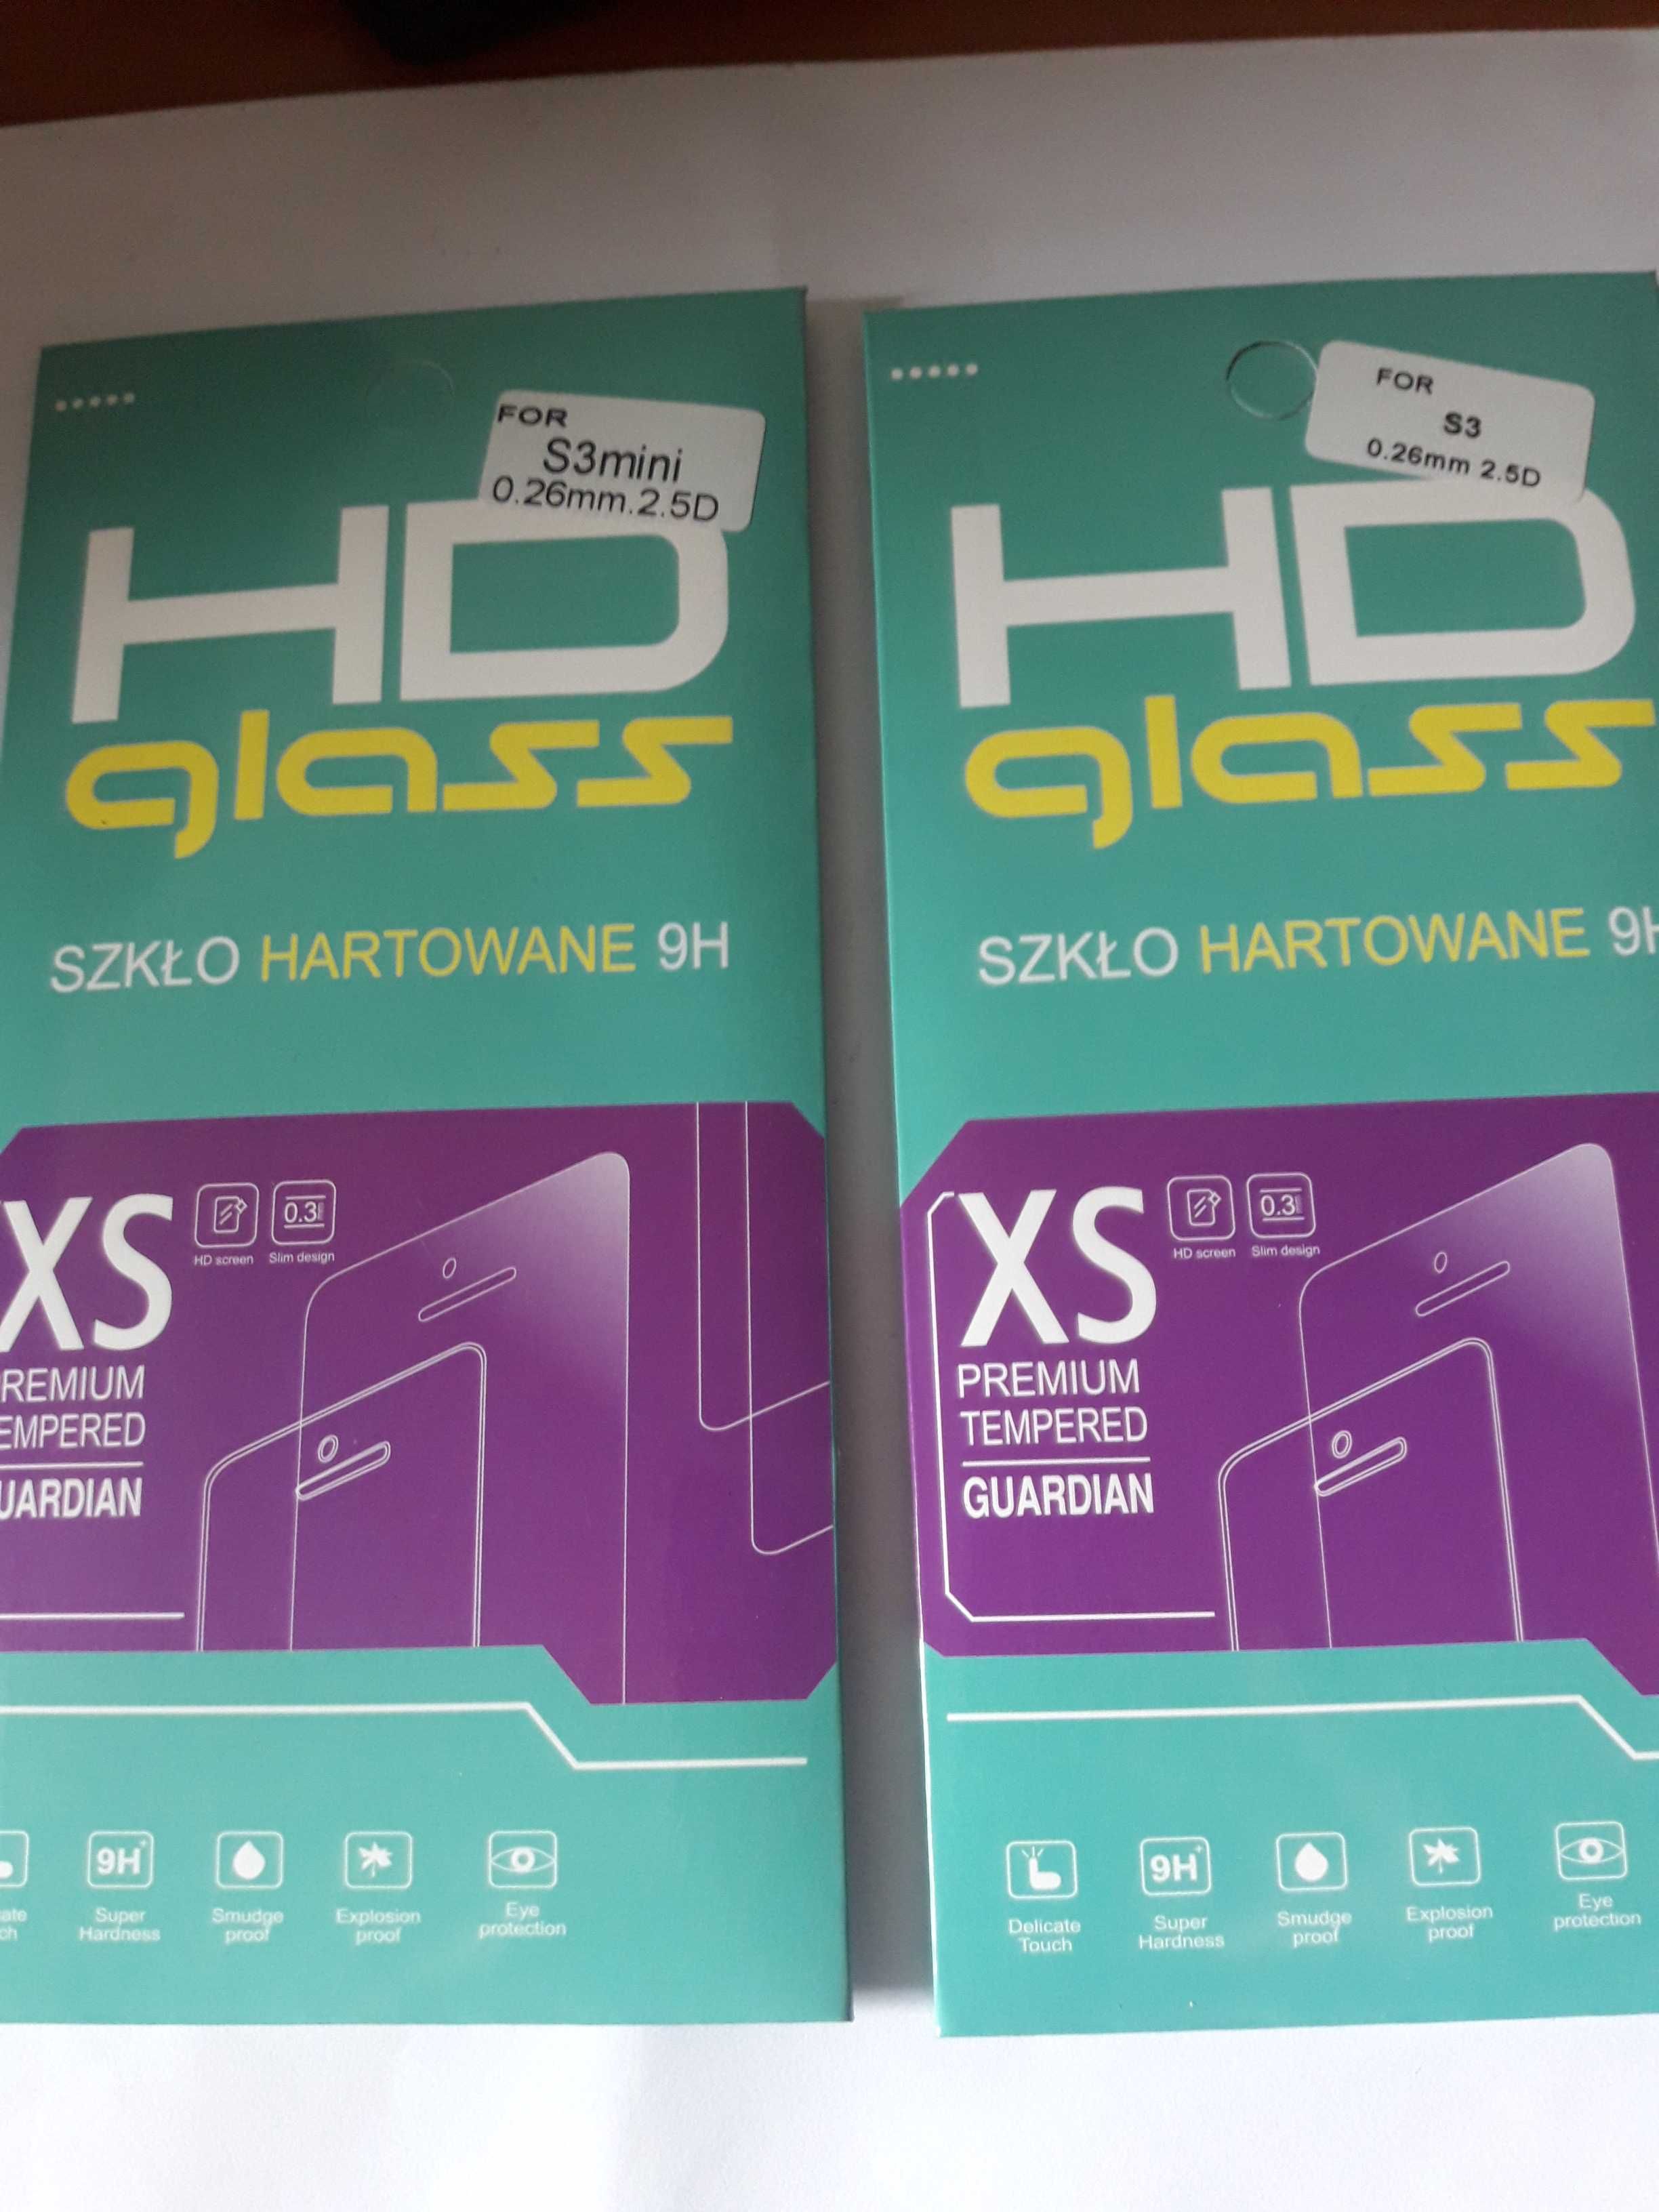 FOR
S3mini
0.26mm.2.5D
HD
glass
SZKŁO HARTOWANE 9H
XS
HD screen
0.3
Slim design
REMIUM
EMPERED
UARDIAN
ate
ch
9H+
Super
Hardness
Smudge
proof
Explosion
proof
Eye
protection
FOR
S3
0.26mm 2.5D
HD
glass
SZKŁO HARTOWANE 9H
XS
HD screen
0.3
Slim design
PREMIUM
TEMPERED
GUARDIAN
Delicate
Touch
9H+
Super
Hardness
Smudge
proof
Explosion
proof
Eye
protection